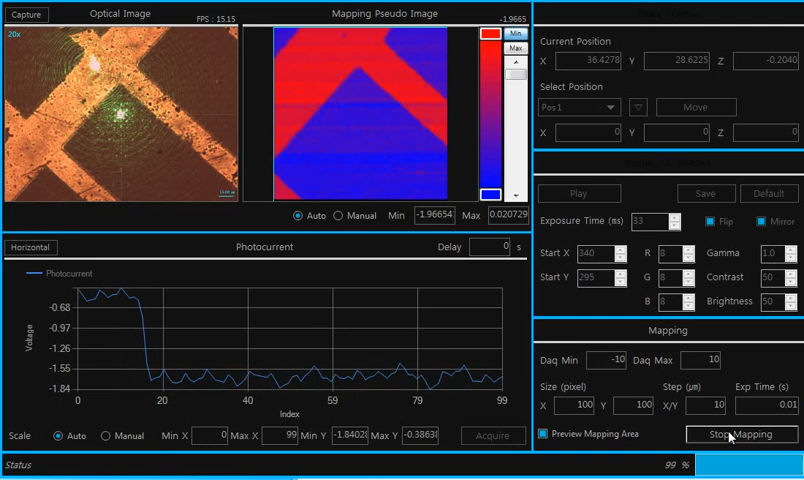 Capture
Optical Image
FPS : 15.15
20x
Mapping Pseudo Image
-1.9665
Min
Max
Auto Manual Min -1.96654 Max 0.020729
Horizontal
Photocurrent
Delay 0 s
Photocurrent
Voltage
-0.68
-0.97
-1.26
-1.55
-1.84
0 20 40 59 79 99
Index
Scale Auto Manual Min X 0 Max X 99 Min Y -1.84028 Max Y -0.38638 Acquire
Current Position
X 36.4278 Y 28.6225 Z -0.2040
Select Position
Pos1 Move
X 0 Y 0 Z 0
Play Save Default
Exposure Time (ms) 33 Flip Mirror
Start X 340 R 8 Gamma 1.0
Start Y 295 G 8 Contrast 50
B 8 Brightness 50
Mapping
Daq Min -10 Daq Max 10
Size (pixel) Step (μm) Exp Time (s)
X 100 Y 100 X/Y 10 0.01
Preview Mapping Area Stop Mapping
Status
99 %